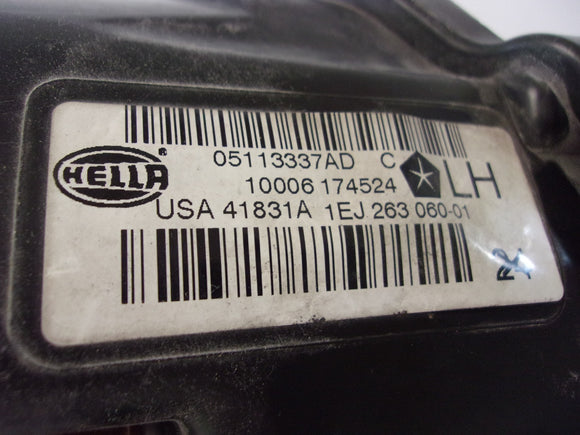 HELLA
05113337AD C
LH
10006 174524
USA 41831A 1EJ 263 060-01